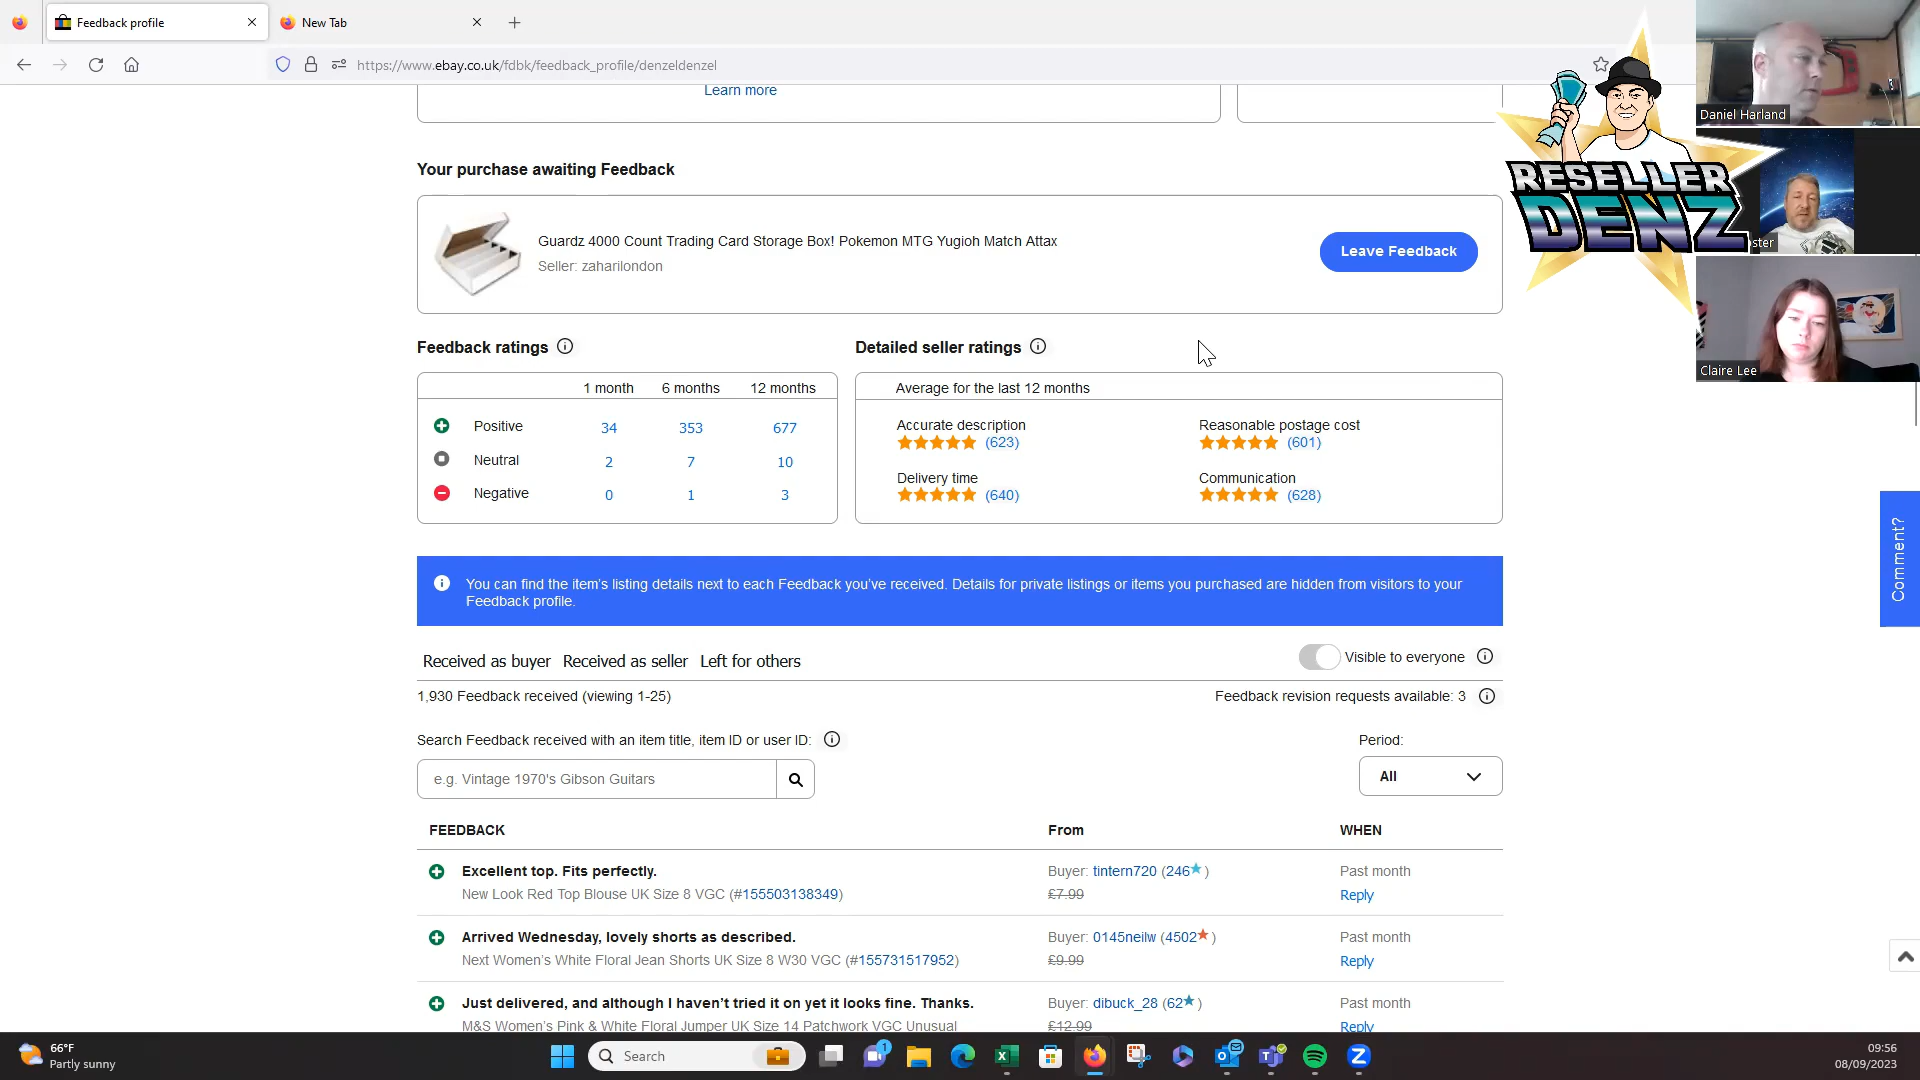 Feedback profile
New Tab
https://www.ebay.co.uk/fdbk/feedback_profile/denzeldenzel
Learn more
Your purchase awaiting Feedback
Guardz 4000 Count Trading Card Storage Box! Pokemon MTG Yugioh Match Attax
Seller: zaharilondon
Leave Feedback
RESELLER
DENZ
Daniel Harland
ster
Claire Lee
Feedback ratings
Detailed seller ratings
1 month 6 months 12 months
Positive 34 353 677
Neutral 2 7 10
Negative 0 1 3
Average for the last 12 months
Accurate description
(623)
Reasonable postage cost
(601)
Delivery time
(640)
Communication
(628)
Comment?
You can find the item's listing details next to each Feedback you've received. Details for private listings or items you purchased are hidden from visitors to your
Feedback profile.
Received as buyer Received as seller Left for others
Visible to everyone
1,930 Feedback received (viewing 1-25)
Feedback revision requests available: 3
Search Feedback received with an item title, item ID or user ID:
Period:
e.g. Vintage 1970's Gibson Guitars
All
FEEDBACK From WHEN
Excellent top. Fits perfectly. Buyer: tintern720 (246) Past month
New Look Red Top Blouse UK Size 8 VGC (#155503138349) £7.99 Reply
Arrived Wednesday, lovely shorts as described. Buyer: 0145neilw (4502) Past month
Next Women's White Floral Jean Shorts UK Size 8 W30 VGC (#155731517952) £9.99 Reply
Just delivered, and although I haven't tried it on yet it looks fine. Thanks. Buyer: dibuck_28 (62) Past month
M&S Women's Pink & White Floral Jumper UK Size 14 Patchwork VGC Unusual £12.99 Reply
66°F
Partly sunny
Search
1
09:56
08/09/2023